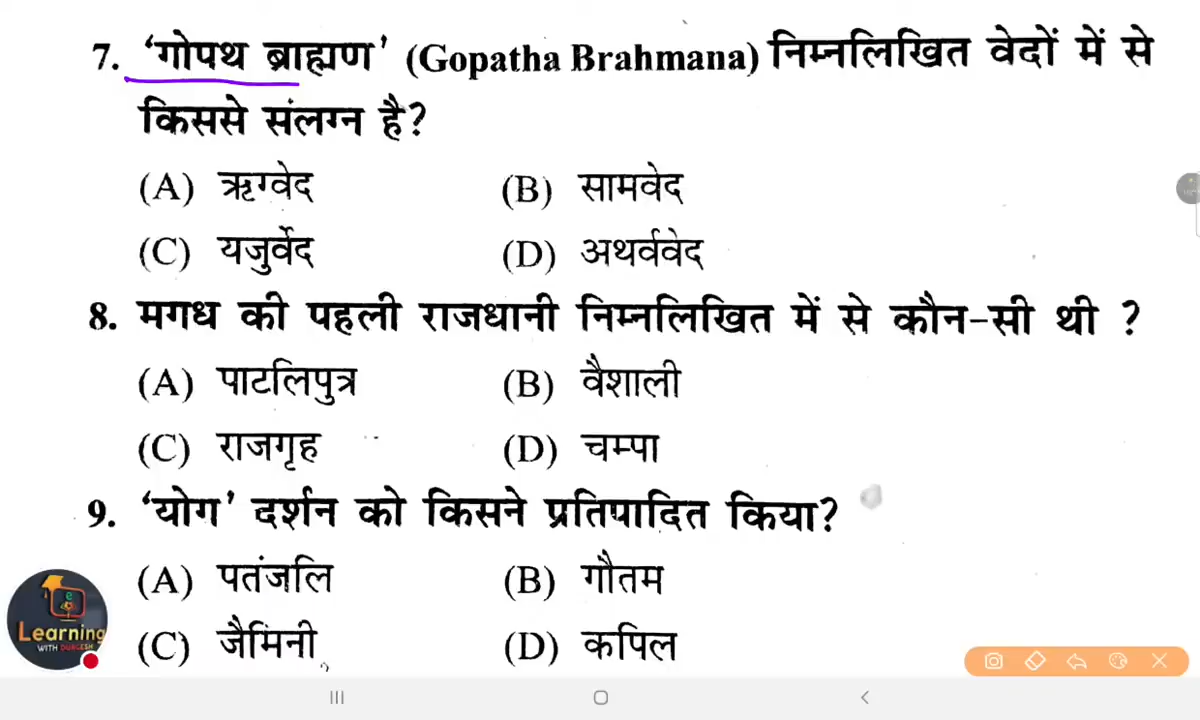 7. ‘गोपथ ब्राह्मण’ (Gopatha Brahmana) निम्नलिखित वेदों में से
किससे संलग्न है?
(A) ऋग्वेद (B) सामवेद
(C) यजुर्वेद (D) अथर्ववेद
8. मगध की पहली राजधानी निम्नलिखित में से कौन-सी थी ?
(A) पाटलिपुत्र (B) वैशाली
(C) राजगृह (D) चम्पा
9. ‘योग’ दर्शन को किसने प्रतिपादित किया?
(A) पतंजलि (B) गौतम
(C) जैमिनी (D) कपिल
Learning
WITH DURGESH